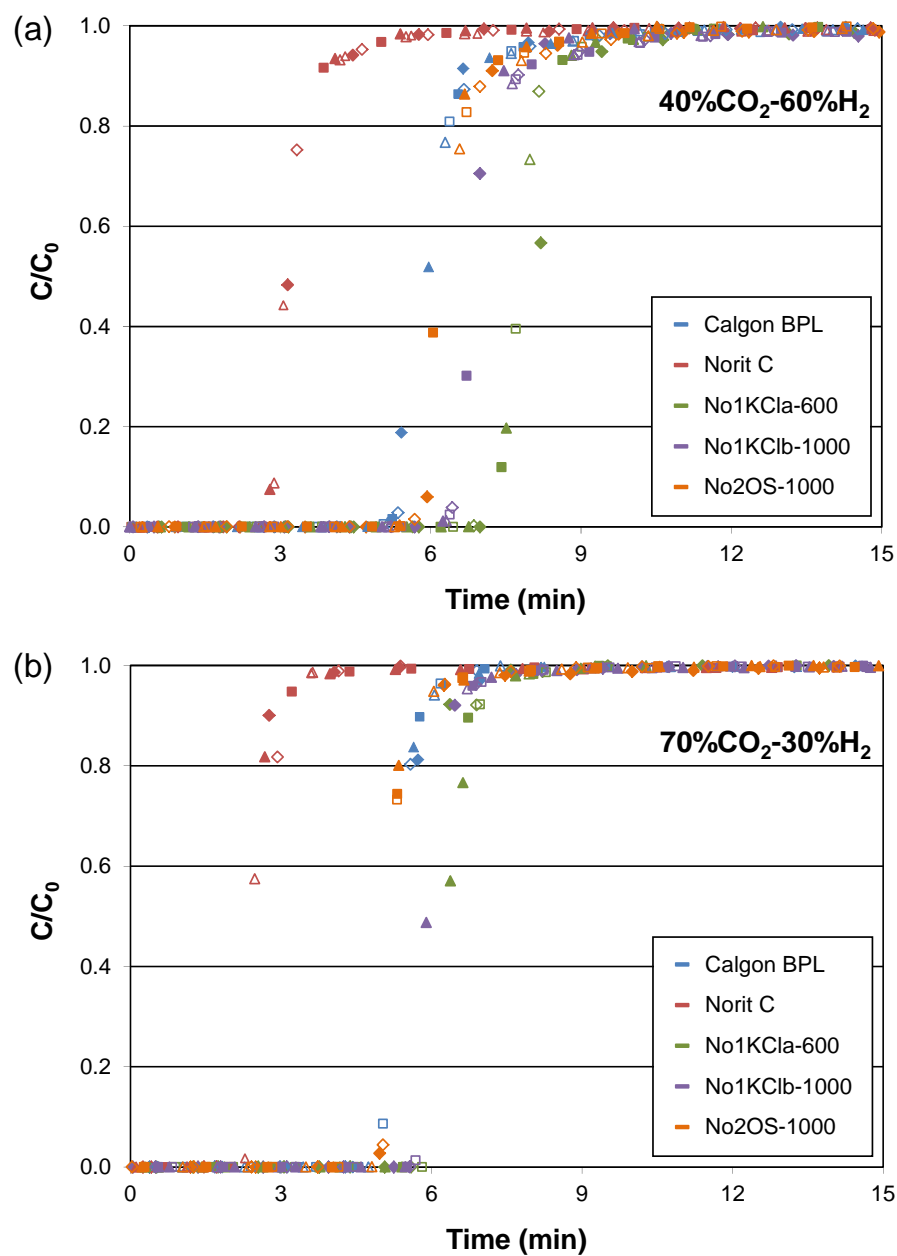 (a)
1.0
0.8
0.6
0.4
0.2
0.0
C/C₀
40%CO₂-60%H₂
Calgon BPL
Norit C
No1KCla-600
No1KClb-1000
No2OS-1000
0 3 6 9 12 15
Time (min)
(b)
1.0
0.8
0.6
0.4
0.2
0.0
C/C₀
70%CO₂-30%H₂
Calgon BPL
Norit C
No1KCla-600
No1KClb-1000
No2OS-1000
0 3 6 9 12 15
Time (min)